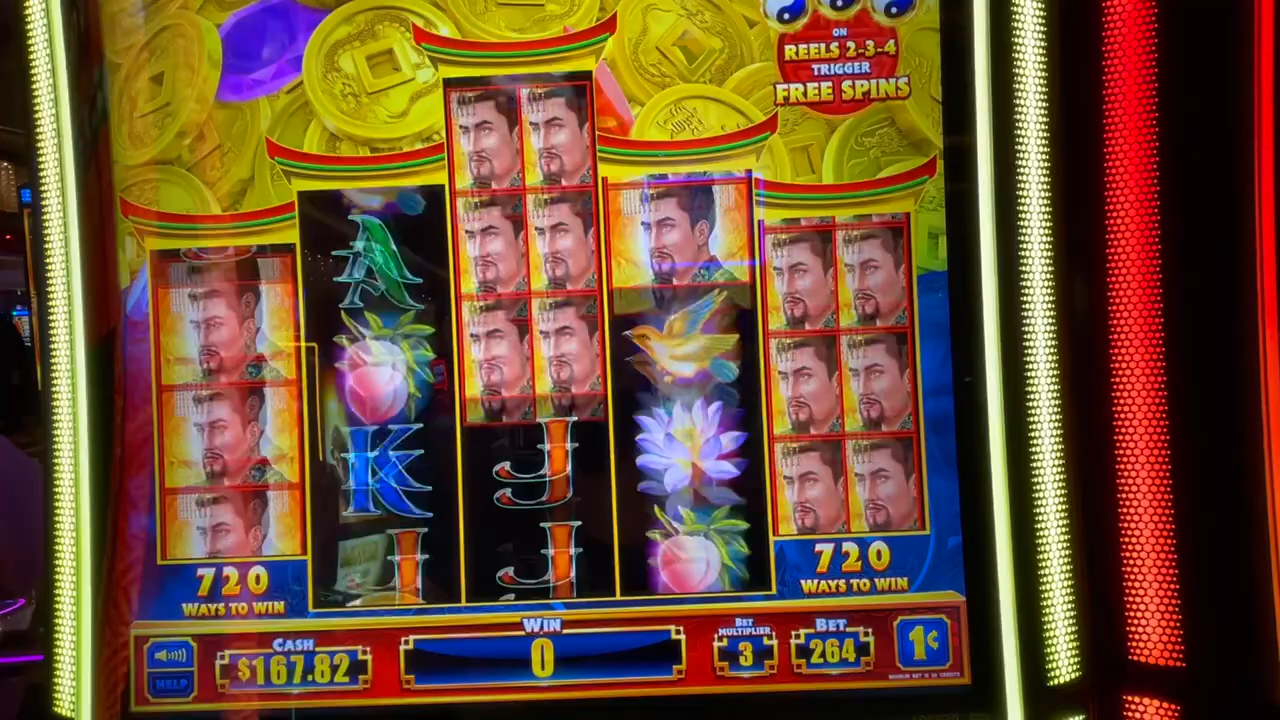 ON
REELS 2-3-4
TRIGGER
FREE SPINS
A
K
J
J
J
720
WAYS TO WIN
720
WAYS TO WIN
HELP
CASH
$167.82
WIN
0
BET
MULTIPLIER
3
BET
264
1¢